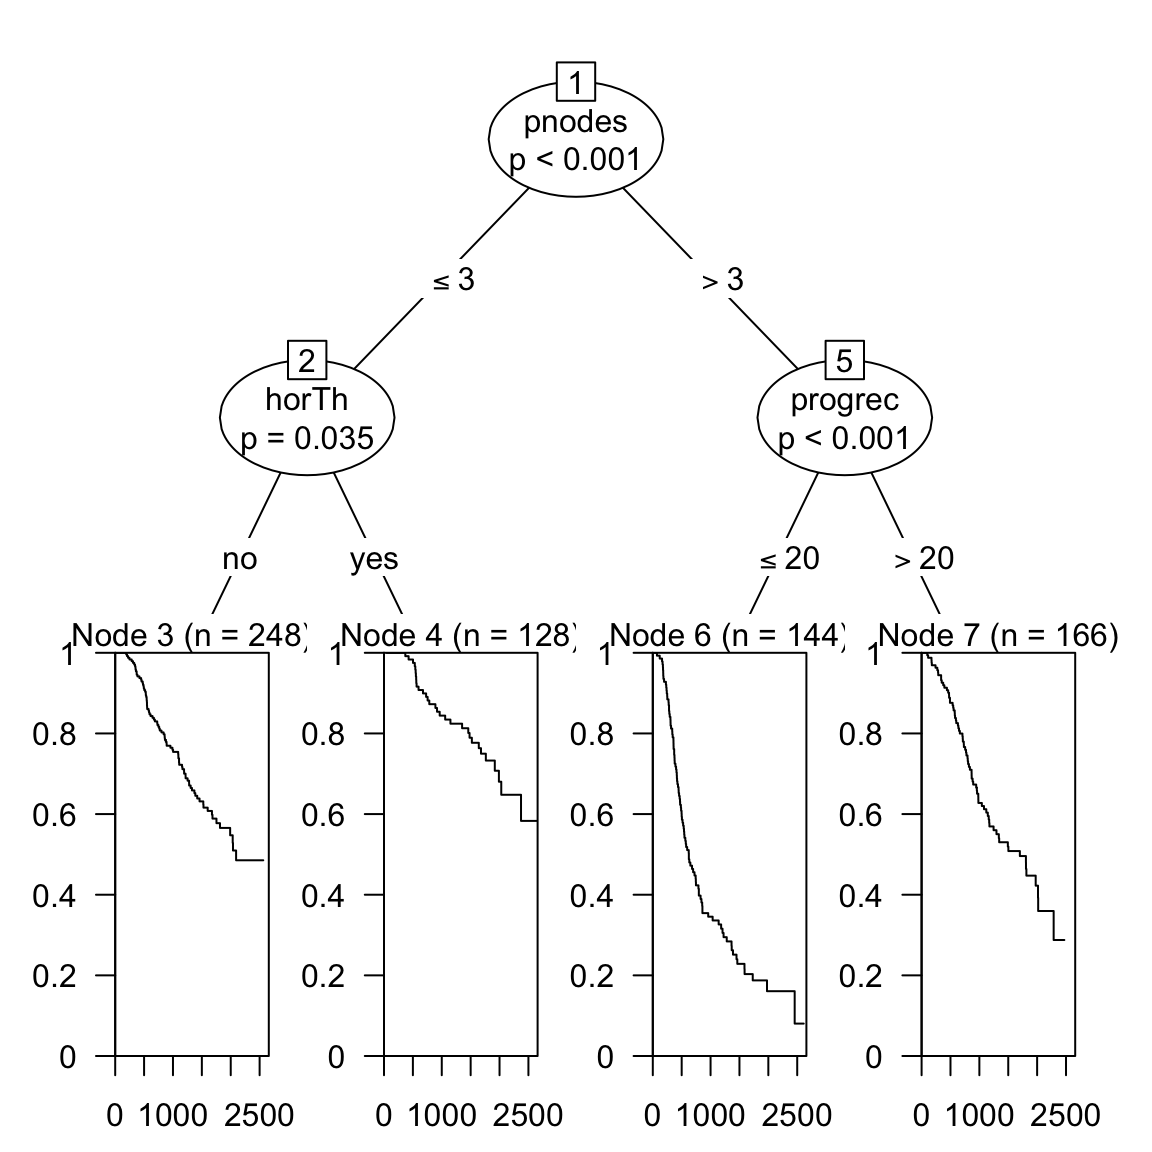 1
pnodes
p < 0.001
≤ 3
> 3
2
horTh
p = 0.035
5
progrec
p < 0.001
no
yes
≤ 20
> 20
Node 3 (n = 248)
1
0.8
0.6
0.4
0.2
0
0 1000 2500
Node 4 (n = 128)
1
0.8
0.6
0.4
0.2
0
0 1000 2500
Node 6 (n = 144)
1
0.8
0.6
0.4
0.2
0
0 1000 2500
Node 7 (n = 166)
1
0.8
0.6
0.4
0.2
0
0 1000 2500